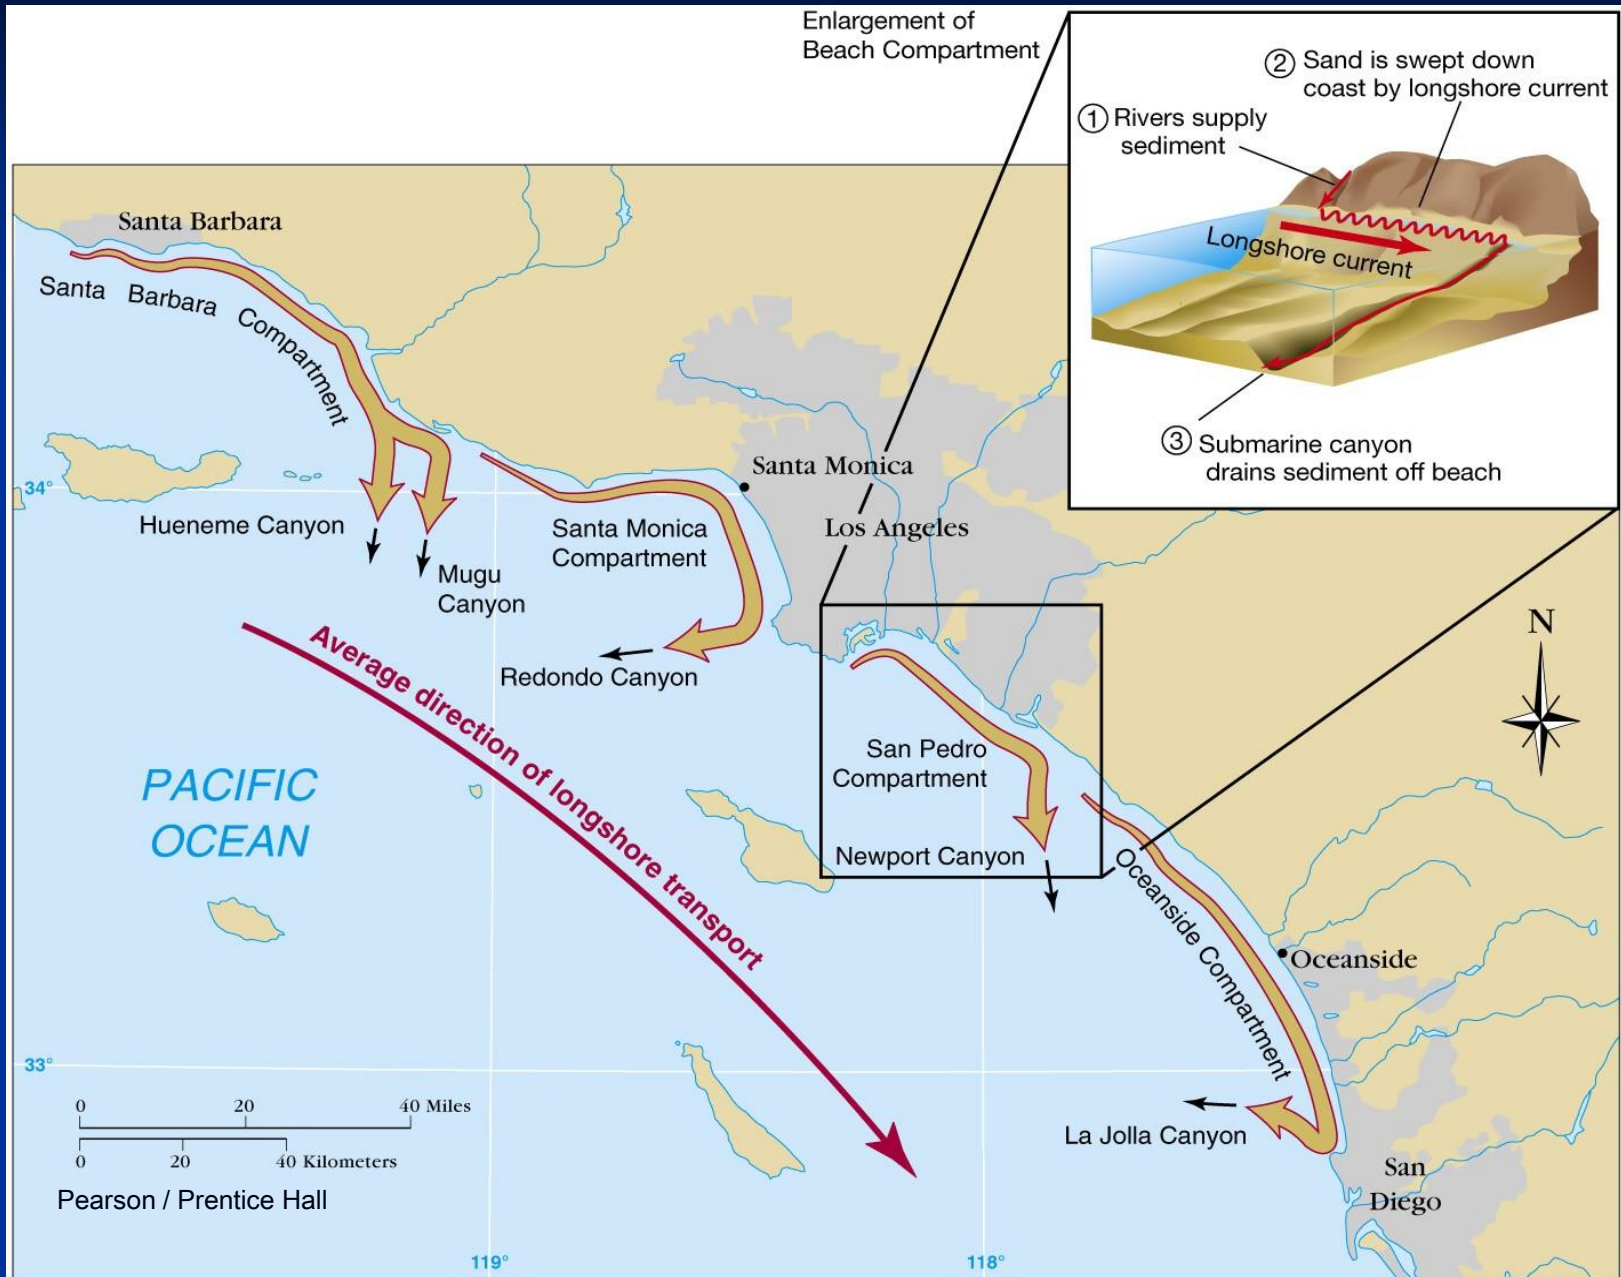 Enlargement of
Beach Compartment
② Sand is swept down
coast by longshore current
① Rivers supply
sediment
Longshore current
③ Submarine canyon
drains sediment off beach
Santa Barbara
Santa Barbara Compartment
Santa Monica
34°
Hueneme Canyon
Santa Monica
Compartment
Los Angeles
Mugu
Canyon
N
Average direction of longshore transport
Redondo Canyon
San Pedro
Compartment
PACIFIC
OCEAN
Newport Canyon
Oceanside Compartment
Oceanside
33°
0 20 40 Miles
0 20 40 Kilometers
La Jolla Canyon
San
Diego
Pearson / Prentice Hall
119°
118°